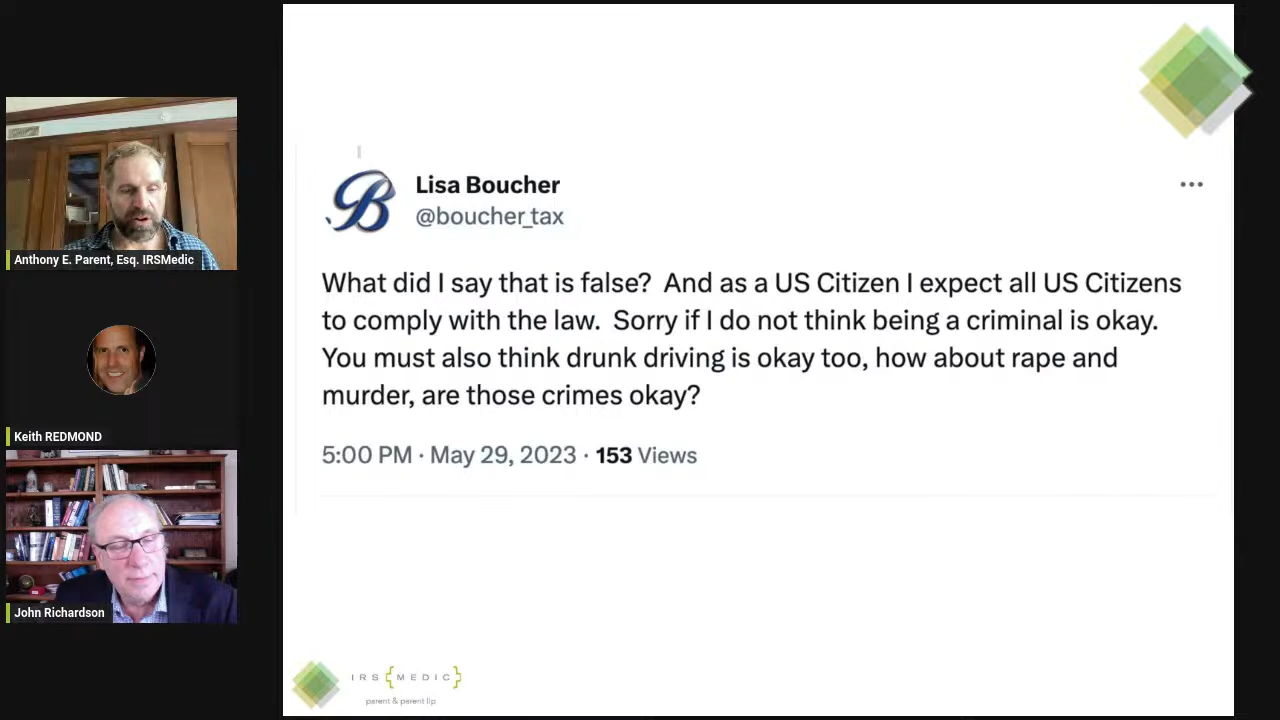 Anthony E. Parent, Esq. IRSMedic
Keith REDMOND
John Richardson
B
Lisa Boucher
@boucher_tax
What did I say that is false? And as a US Citizen I expect all US Citizens
to comply with the law. Sorry if I do not think being a criminal is okay.
You must also think drunk driving is okay too, how about rape and
murder, are those crimes okay?
5:00 PM · May 29, 2023 · 153 Views
IRS{MEDIC}
parent & parent llp